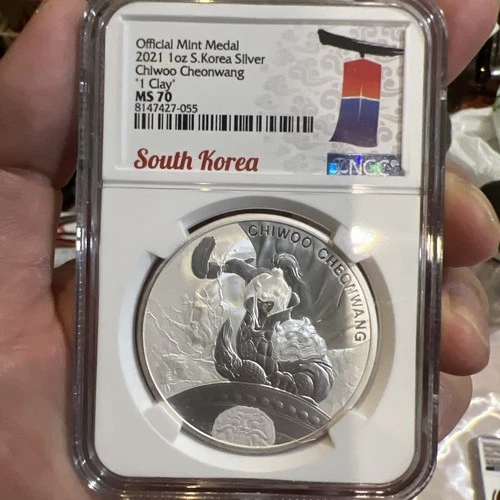 Official Mint Medal
2021 1oz S.Korea Silver
Chiwoo Cheonwang
'1 Clay'
MS 70
8147427-055
South Korea
NGC
CHIWOO CHEONWANG